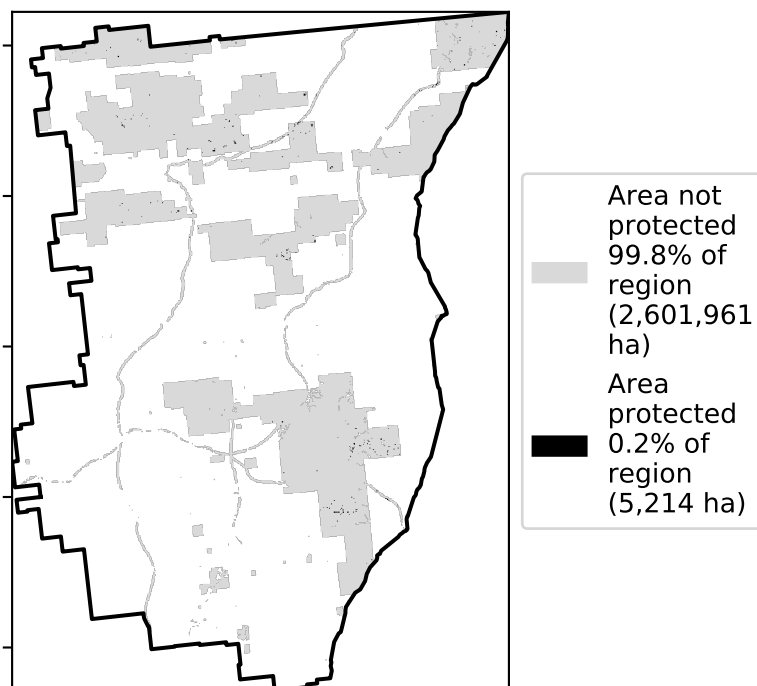 Area not
protected
99.8% of
region
(2,601,961
ha)
Area
protected
0.2% of
region
(5,214 ha)